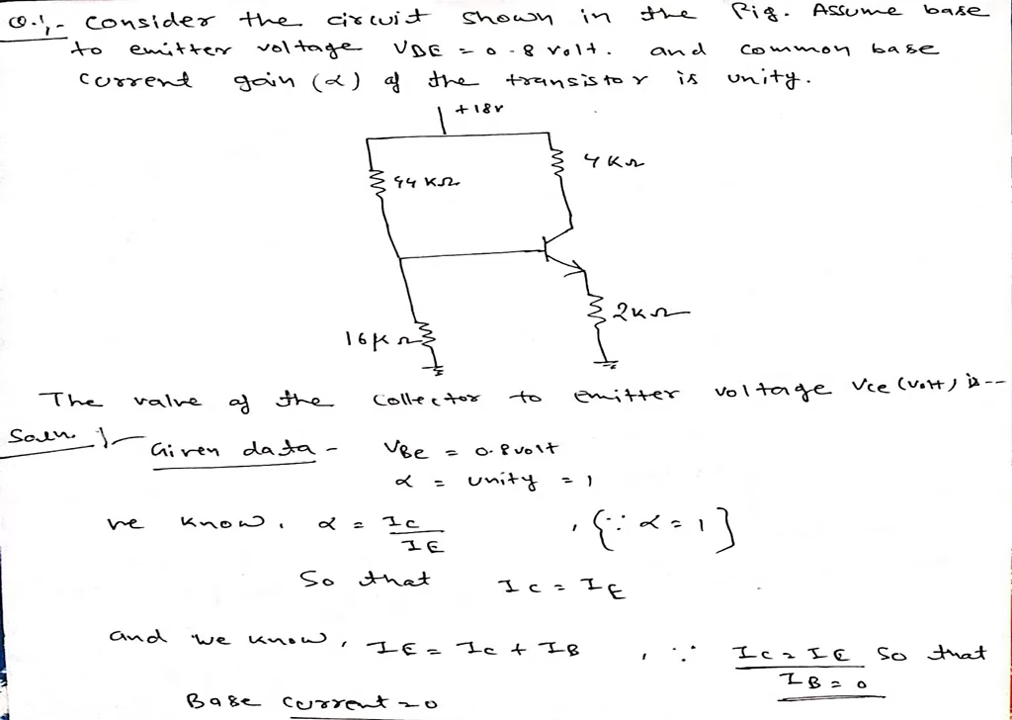 Q.1:- Consider the circuit shown in the Fig. Assume base
to emitter voltage VBE = 0.8 volt. and common base
current gain (α) of the transistor is unity.
+18V
4 KΩ
44 KΩ
2KΩ
16KΩ
The value of the collector to emitter voltage Vce (volt) is --
Soln :-
Given data - VBe = 0.8volt
α = unity = 1
we know, α = Ic/IE , {∵ α = 1}
So that Ic = IE
and we know, IE = Ic + IB , ∵ Ic = IE So that
IB = 0
Base current = 0